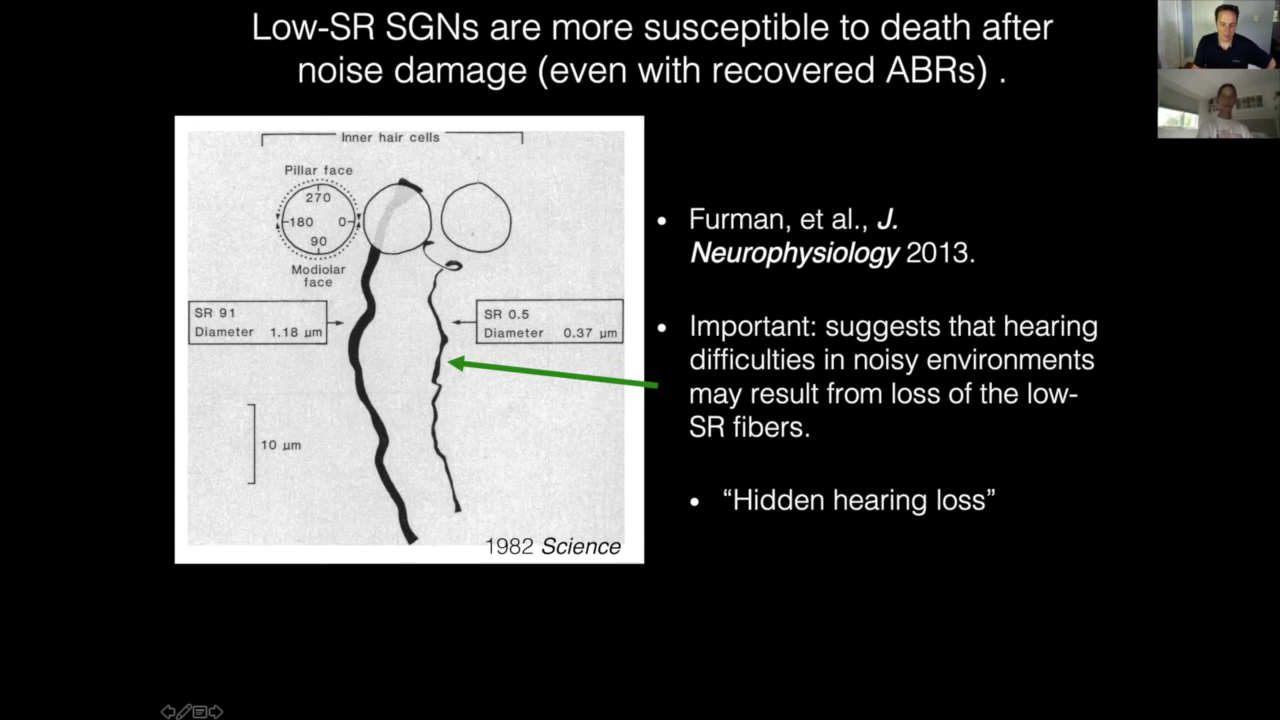 Low-SR SGNs are more susceptible to death after
noise damage (even with recovered ABRs) .
Inner hair cells
Pillar face
270
180
0
90
Modiolar
face
SR 91
Diameter 1.18 µm
SR 0.5
Diameter 0.37 µm
10 µm
1982 Science
• Furman, et al., J.
Neurophysiology 2013.
• Important: suggests that hearing
difficulties in noisy environments
may result from loss of the low-
SR fibers.
• “Hidden hearing loss”